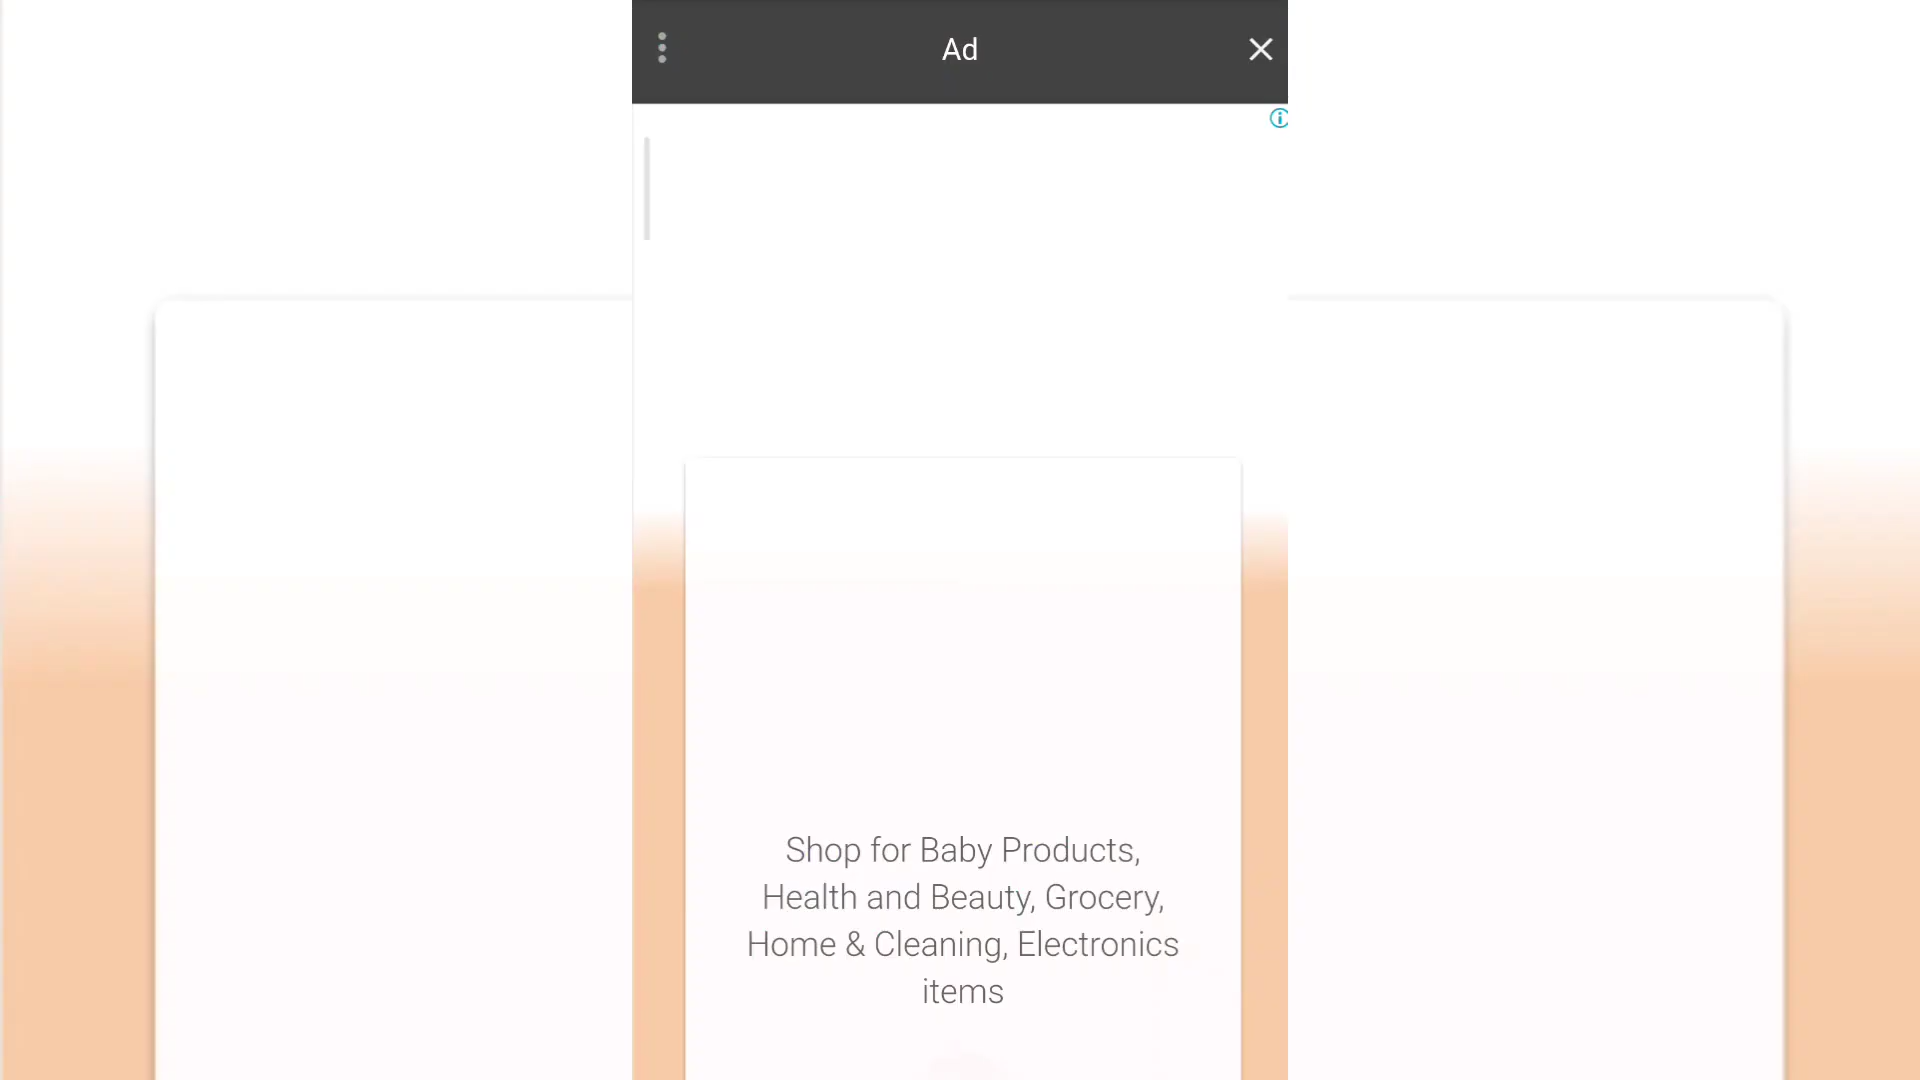 Ad
Shop for Baby Products,
Health and Beauty, Grocery,
Home & Cleaning, Electronics
items